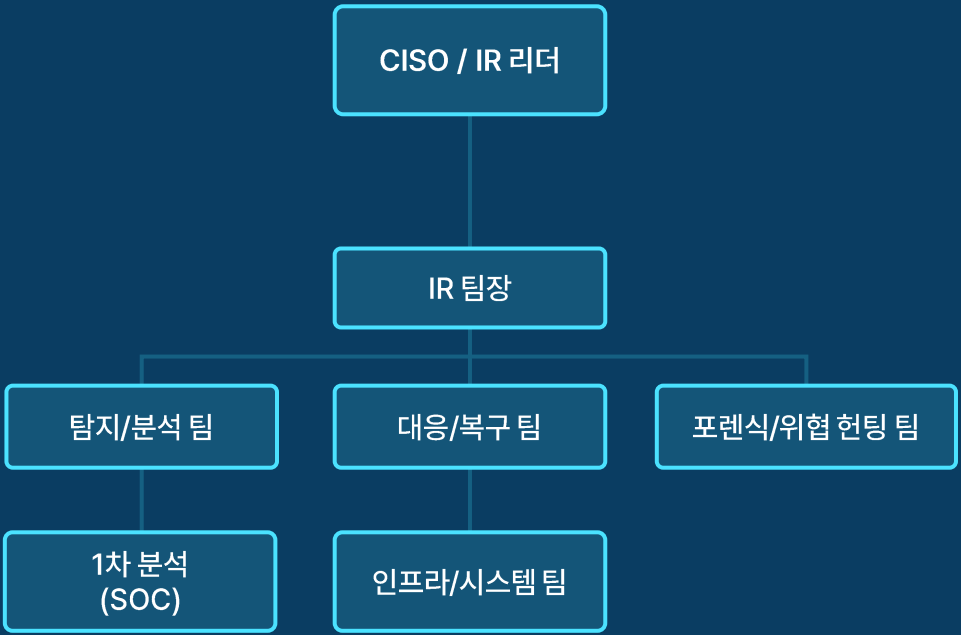 CISO / IR 리더
IR 팀장
탐지/분석 팀
대응/복구 팀
포렌식/위협 헌팅 팀
1차 분석
(SOC)
인프라/시스템 팀